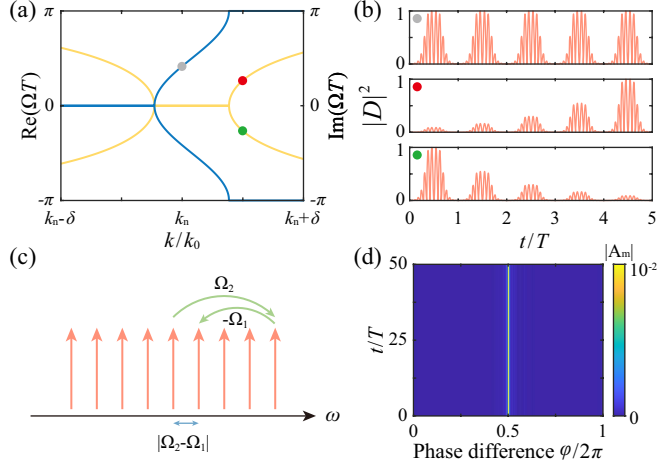 (a)
π
π
Re(ΩT)
0
0
Im(ΩT)
-π
-π
kₙ-δ
kₙ
kₙ+δ
k/k₀
(b)
1
0
1
|D|²
0
1
0
0 1 2 3 4 5
t/T
(c)
Ω₂
-Ω₁
ω
|Ω₂-Ω₁|
(d)
|Aₘ|
50
10⁻²
t/T
25
0
0
0 0.5 1
Phase difference φ/2π